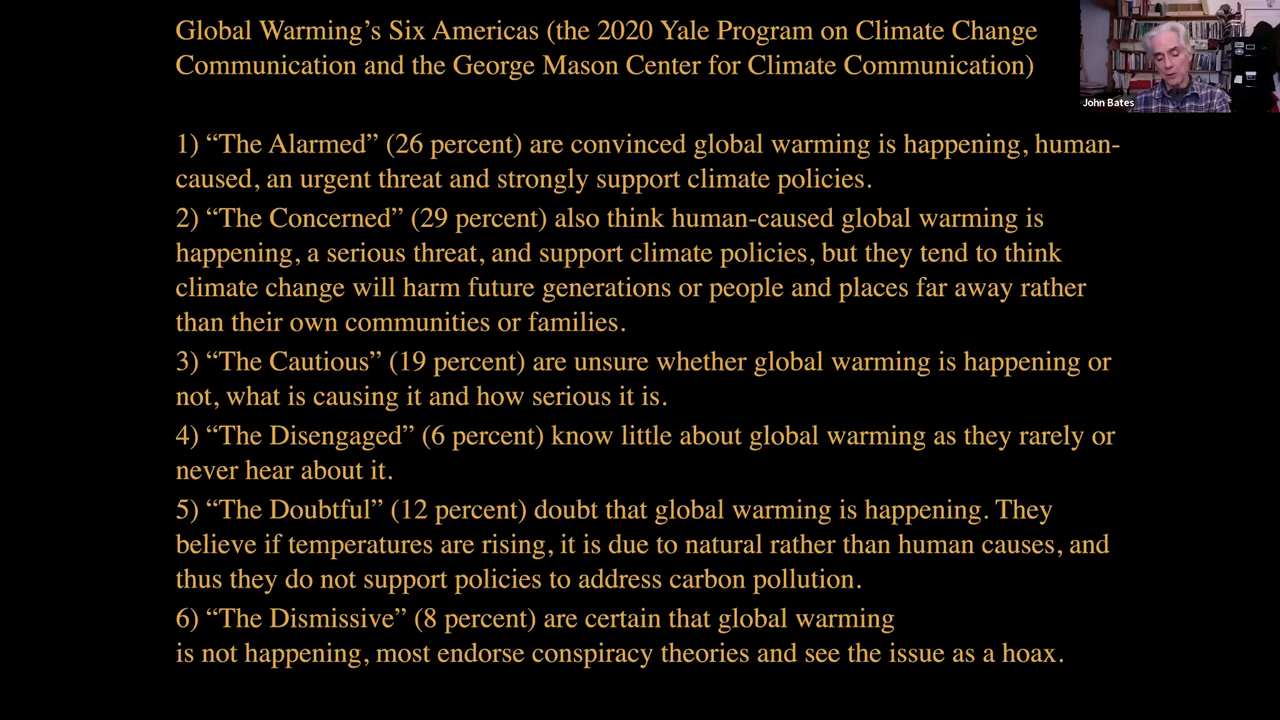 Global Warming’s Six Americas (the 2020 Yale Program on Climate Change
Communication and the George Mason Center for Climate Communication)
John Bates
1) “The Alarmed” (26 percent) are convinced global warming is happening, human-
caused, an urgent threat and strongly support climate policies.
2) “The Concerned” (29 percent) also think human-caused global warming is
happening, a serious threat, and support climate policies, but they tend to think
climate change will harm future generations or people and places far away rather
than their own communities or families.
3) “The Cautious” (19 percent) are unsure whether global warming is happening or
not, what is causing it and how serious it is.
4) “The Disengaged” (6 percent) know little about global warming as they rarely or
never hear about it.
5) “The Doubtful” (12 percent) doubt that global warming is happening. They
believe if temperatures are rising, it is due to natural rather than human causes, and
thus they do not support policies to address carbon pollution.
6) “The Dismissive” (8 percent) are certain that global warming
is not happening, most endorse conspiracy theories and see the issue as a hoax.